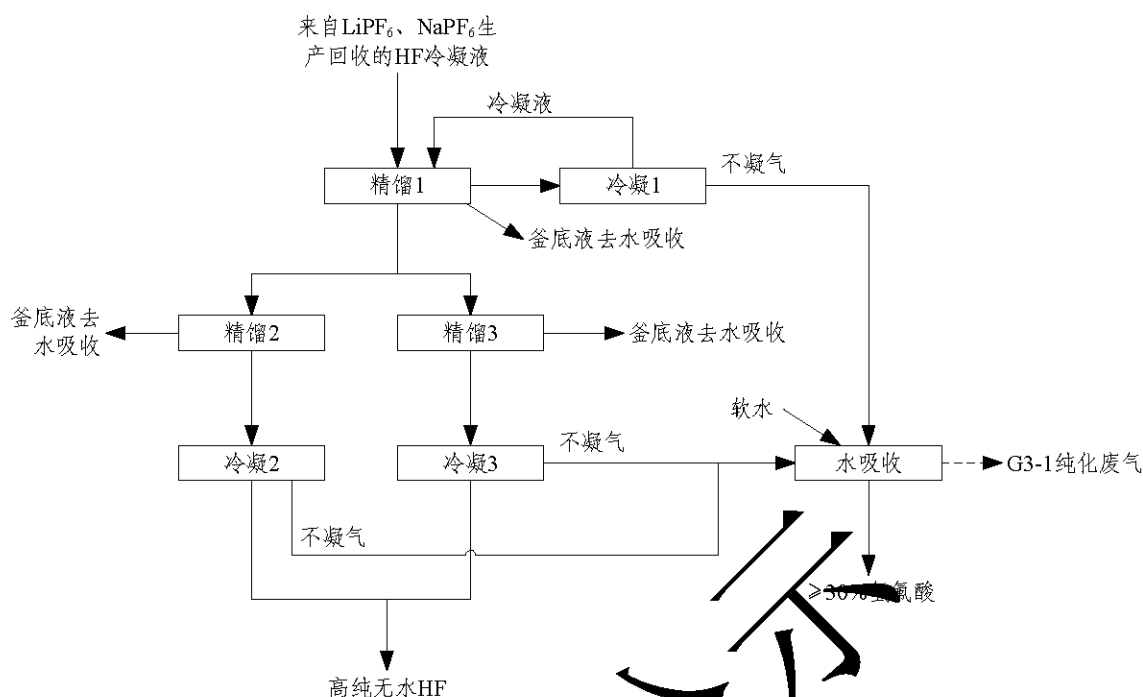 来自LiPF₆、NaPF₆生
产回收的HF冷凝液
冷凝液
不凝气
精馏1
冷凝1
釜底液去水吸收
釜底液去
水吸收
精馏2
精馏3
釜底液去水吸收
软水
不凝气
冷凝2
冷凝3
水吸收
G3-1纯化废气
不凝气
≥30%氢氟酸
高纯无水HF